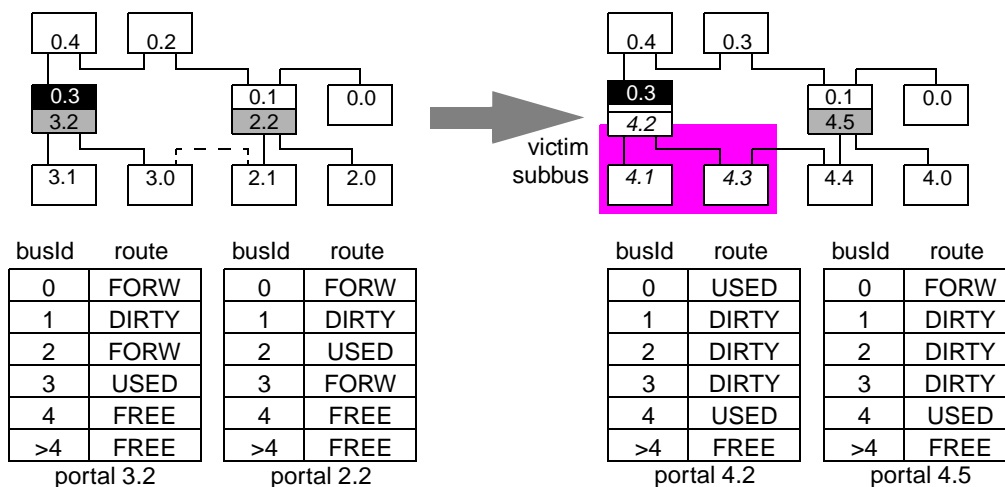 0.4 0.2 0.4 0.3
0.3 0.1 0.0 0.3 0.1 0.0
3.2 2.2 4.2 4.5
victim
3.1 3.0 2.1 2.0 subbus 4.1 4.3 4.4 4.0
busId route busId route busId route busId route
0 FORW 0 FORW 0 USED 0 FORW
1 DIRTY 1 DIRTY 1 DIRTY 1 DIRTY
2 FORW 2 USED 2 DIRTY 2 DIRTY
3 USED 3 FORW 3 DIRTY 3 DIRTY
4 FREE 4 FREE 4 USED 4 USED
>4 FREE >4 FREE >4 FREE >4 FREE
portal 3.2 portal 2.2 portal 4.2 portal 4.5